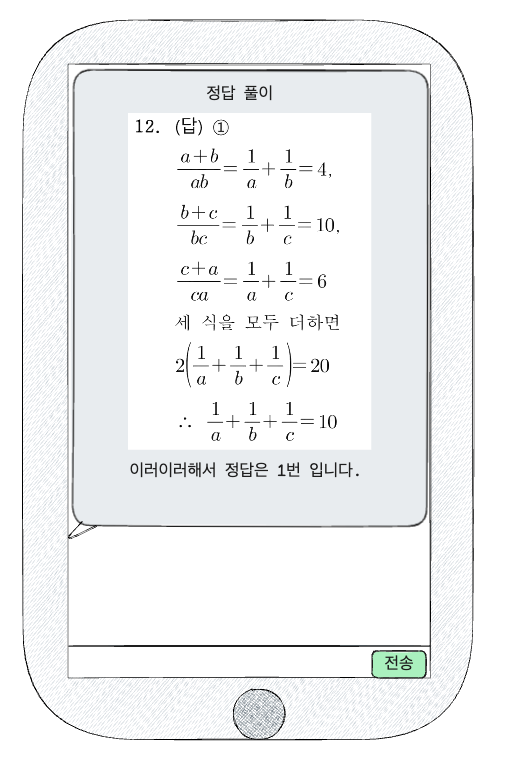 정답 풀이
12. (답) ①
\frac{a+b}{ab}=\frac{1}{a}+\frac{1}{b}=4,
\frac{b+c}{bc}=\frac{1}{b}+\frac{1}{c}=10,
\frac{c+a}{ca}=\frac{1}{a}+\frac{1}{c}=6
세 식을 모두 더하면
2\left(\frac{1}{a}+\frac{1}{b}+\frac{1}{c}\right)=20
∴ \frac{1}{a}+\frac{1}{b}+\frac{1}{c}=10
이러이러해서 정답은 1번 입니다.
전송